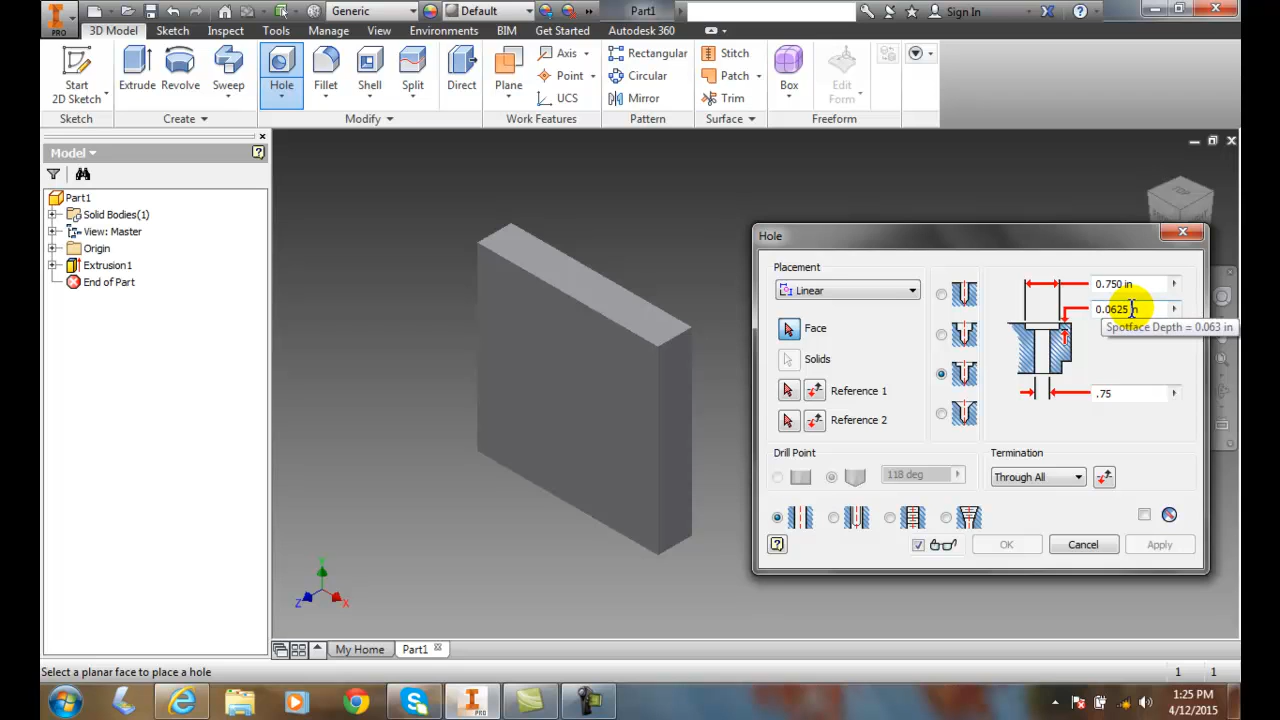 Generic
Default
Part1
Sign In
PRO
3D Model
Sketch
Inspect
Tools
Manage
View
Environments
BIM
Get Started
Autodesk 360
Start
2D Sketch
Extrude
Revolve
Sweep
Hole
Fillet
Shell
Split
Direct
Plane
Axis
Point
UCS
Rectangular
Circular
Mirror
Stitch
Patch
Trim
Box
Edit
Form
Sketch
Create
Modify
Work Features
Pattern
Surface
Freeform
Model
Part1
Solid Bodies(1)
View: Master
Origin
Extrusion1
End of Part
TOP
Hole
Placement
Linear
Face
Solids
Reference 1
Reference 2
0.750 in
0.0625 in
Spotface Depth = 0.063 in
.75
Drill Point
118 deg
Termination
Through All
OK
Cancel
Apply
Y
Z
X
My Home
Part1
Select a planar face to place a hole
1
1
PRO
1:25 PM
4/12/2015